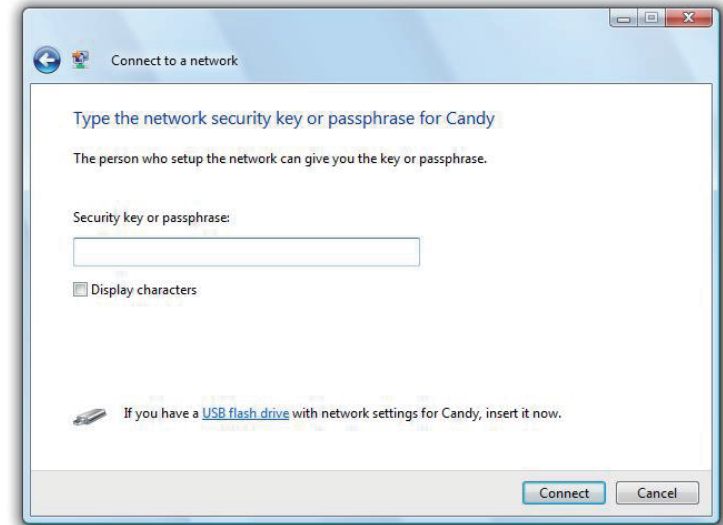 Connect to a network
Type the network security key or passphrase for Candy
The person who setup the network can give you the key or passphrase.
Security key or passphrase:
Display characters
If you have a USB flash drive with network settings for Candy, insert it now.
Connect Cancel